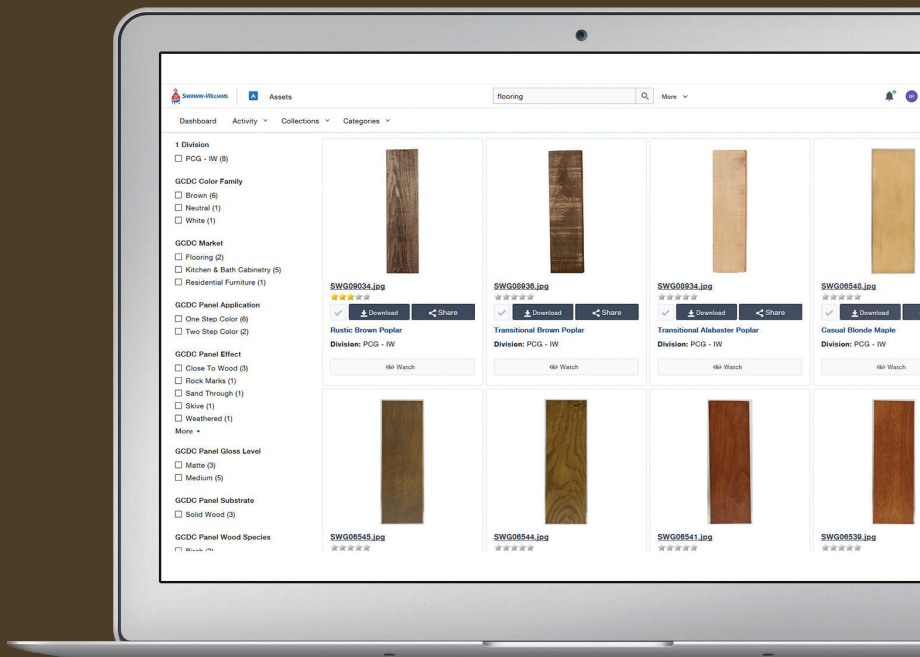 SHERWIN-WILLIAMS.
A
Assets
flooring
More
HR
Dashboard Activity Collections Categories
1 Division
PCG - IW (8)
GCDC Color Family
Brown (6)
Neutral (1)
White (1)
GCDC Market
Flooring (2)
Kitchen & Bath Cabinetry (5)
Residential Furniture (1)
GCDC Panel Application
One Step Color (6)
Two Step Color (2)
GCDC Panel Effect
Close To Wood (3)
Rock Marks (1)
Sand Through (1)
Skive (1)
Weathered (1)
More
GCDC Panel Gloss Level
Matte (3)
Medium (5)
GCDC Panel Substrate
Solid Wood (3)
GCDC Panel Wood Species
Birch (2)
SWG09034.jpg
Download Share
Rustic Brown Poplar
Division: PCG - IW
Watch
SWG08936.jpg
Download Share
Transitional Brown Poplar
Division: PCG - IW
Watch
SWG08934.jpg
Download Share
Transitional Alabaster Poplar
Division: PCG - IW
Watch
SWG06548.jpg
Download
Casual Blonde Maple
Division: PCG - IW
Watch
SWG06545.jpg
SWG06544.jpg
SWG06541.jpg
SWG06539.jpg